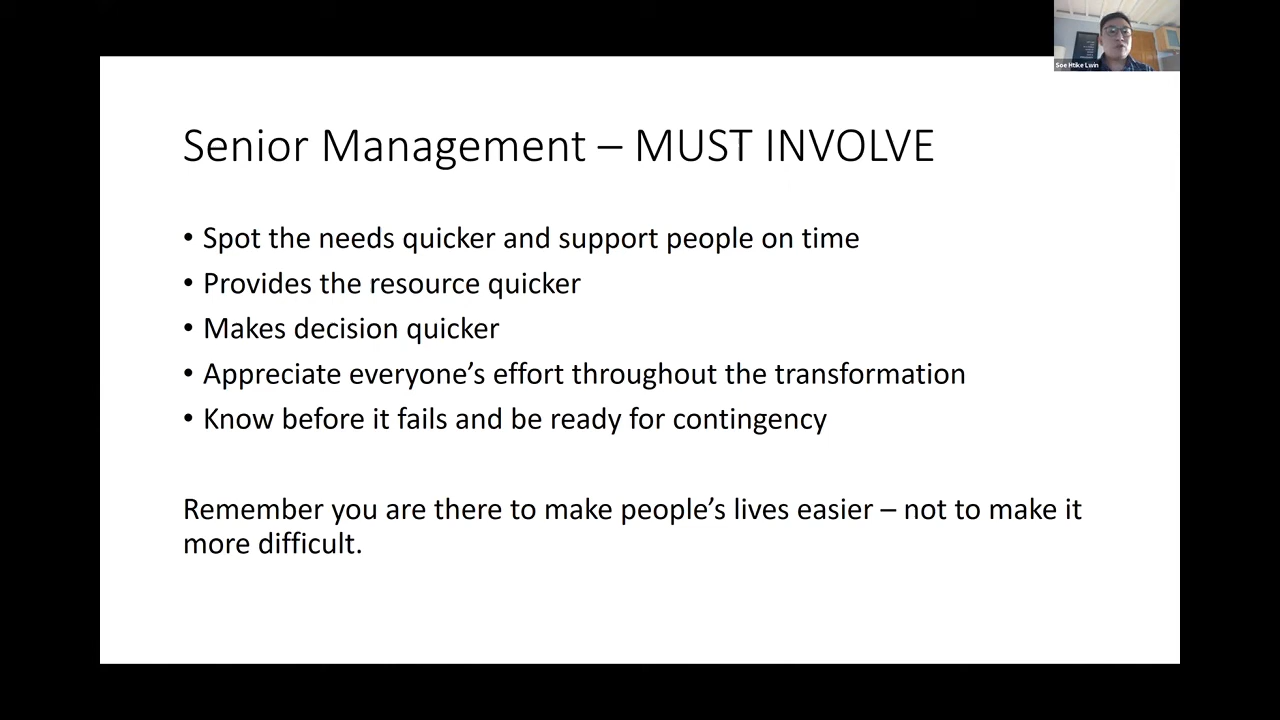 Soe Htike Lwin
Senior Management – MUST INVOLVE
• Spot the needs quicker and support people on time
• Provides the resource quicker
• Makes decision quicker
• Appreciate everyone’s effort throughout the transformation
• Know before it fails and be ready for contingency
Remember you are there to make people’s lives easier – not to make it
more difficult.